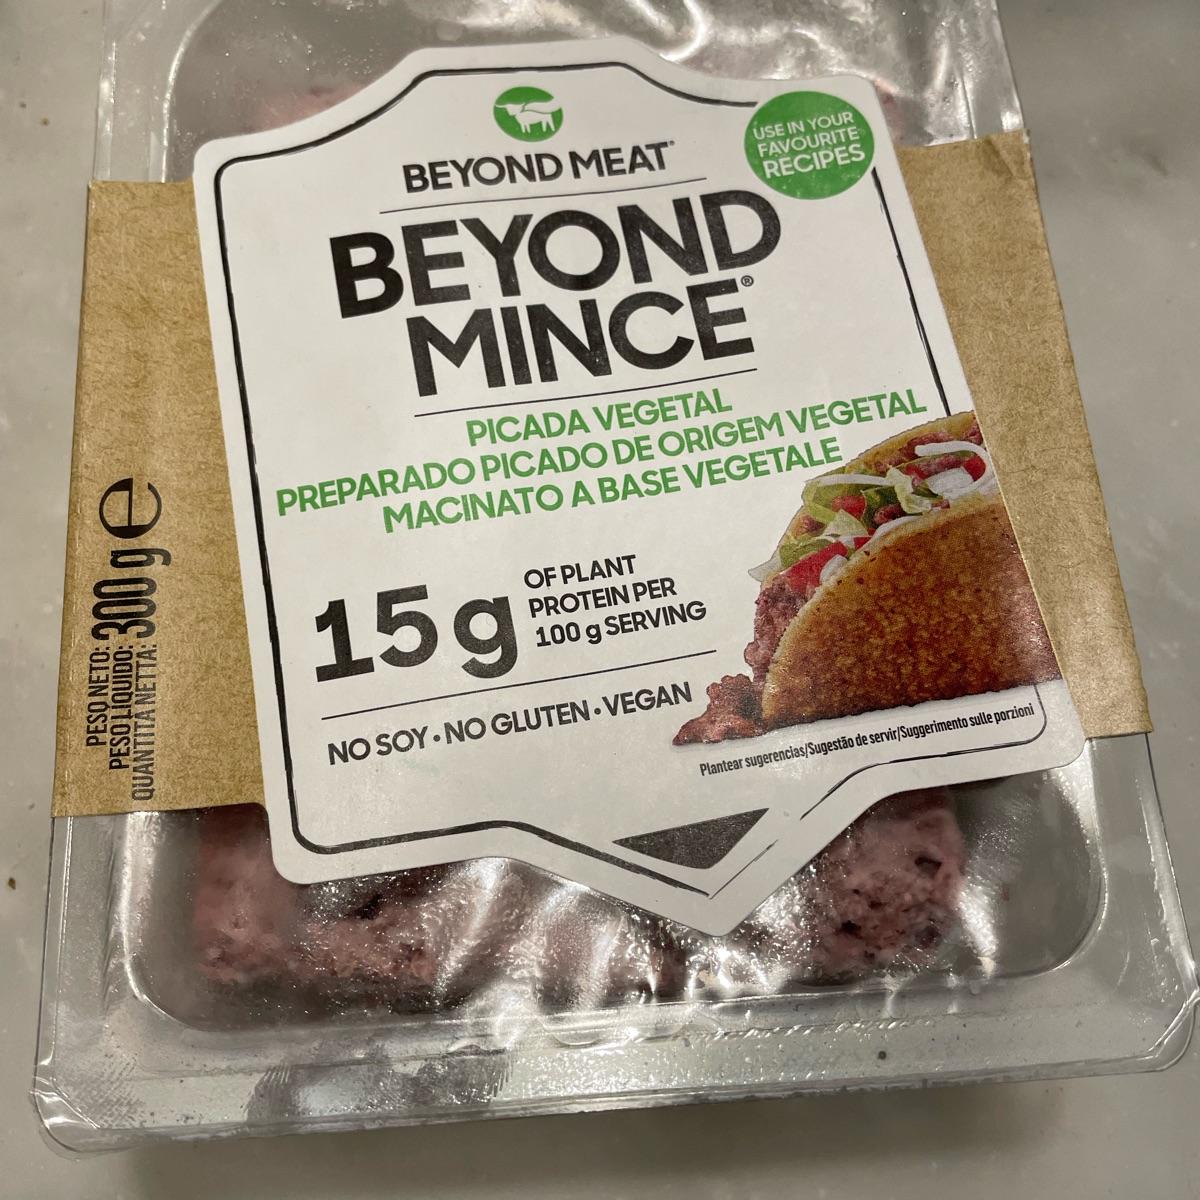 BEYOND MEAT®
USE IN YOUR
FAVOURITE
RECIPES
BEYOND
MINCE®
PICADA VEGETAL
PREPARADO PICADO DE ORIGEM VEGETAL
MACINATO A BASE VEGETALE
15g
OF PLANT
PROTEIN PER
100 g SERVING
NO SOY • NO GLUTEN • VEGAN
Plantear sugerencias/Sugestão de servir/Suggerimento sulle porzioni
PESO NETO: 300 g e
PESO LÍQUIDO:
QUANTITÀ NETTA: